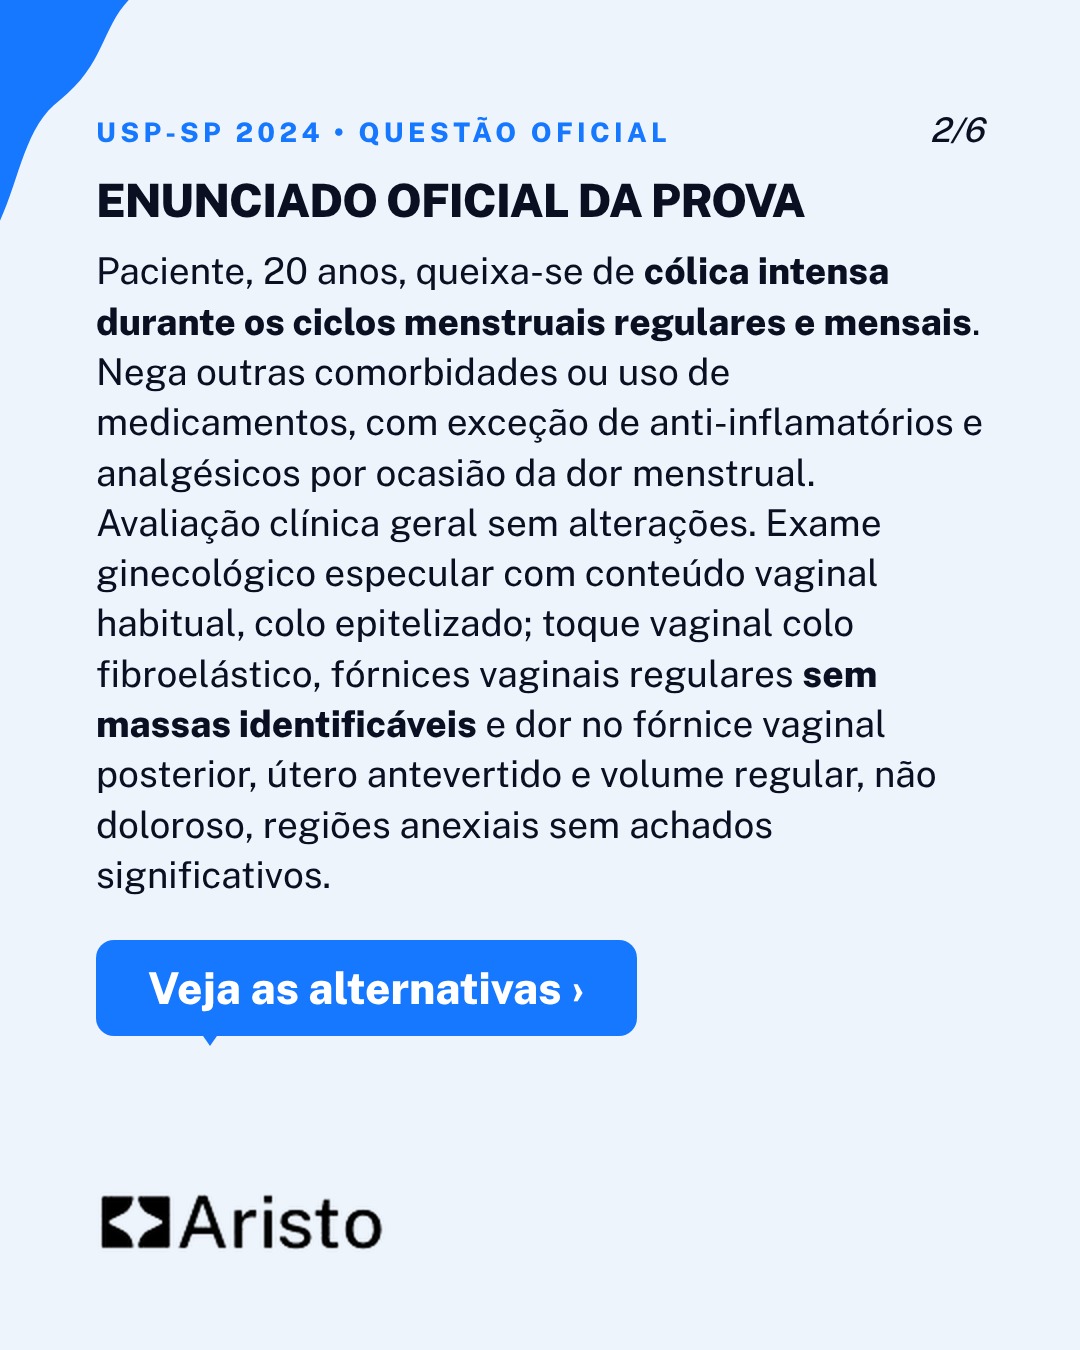 USP-SP 2024 • QUESTÃO OFICIAL
2/6
ENUNCIADO OFICIAL DA PROVA
Paciente, 20 anos, queixa-se de cólica intensa
durante os ciclos menstruais regulares e mensais.
Nega outras comorbidades ou uso de
medicamentos, com exceção de anti-inflamatórios e
analgésicos por ocasião da dor menstrual.
Avaliação clínica geral sem alterações. Exame
ginecológico especular com conteúdo vaginal
habitual, colo epitelizado; toque vaginal colo
fibroelástico, fórnices vaginais regulares sem
massas identificáveis e dor no fórnice vaginal
posterior, útero antevertido e volume regular, não
doloroso, regiões anexiais sem achados
significativos.
Veja as alternativas ›
Aristo